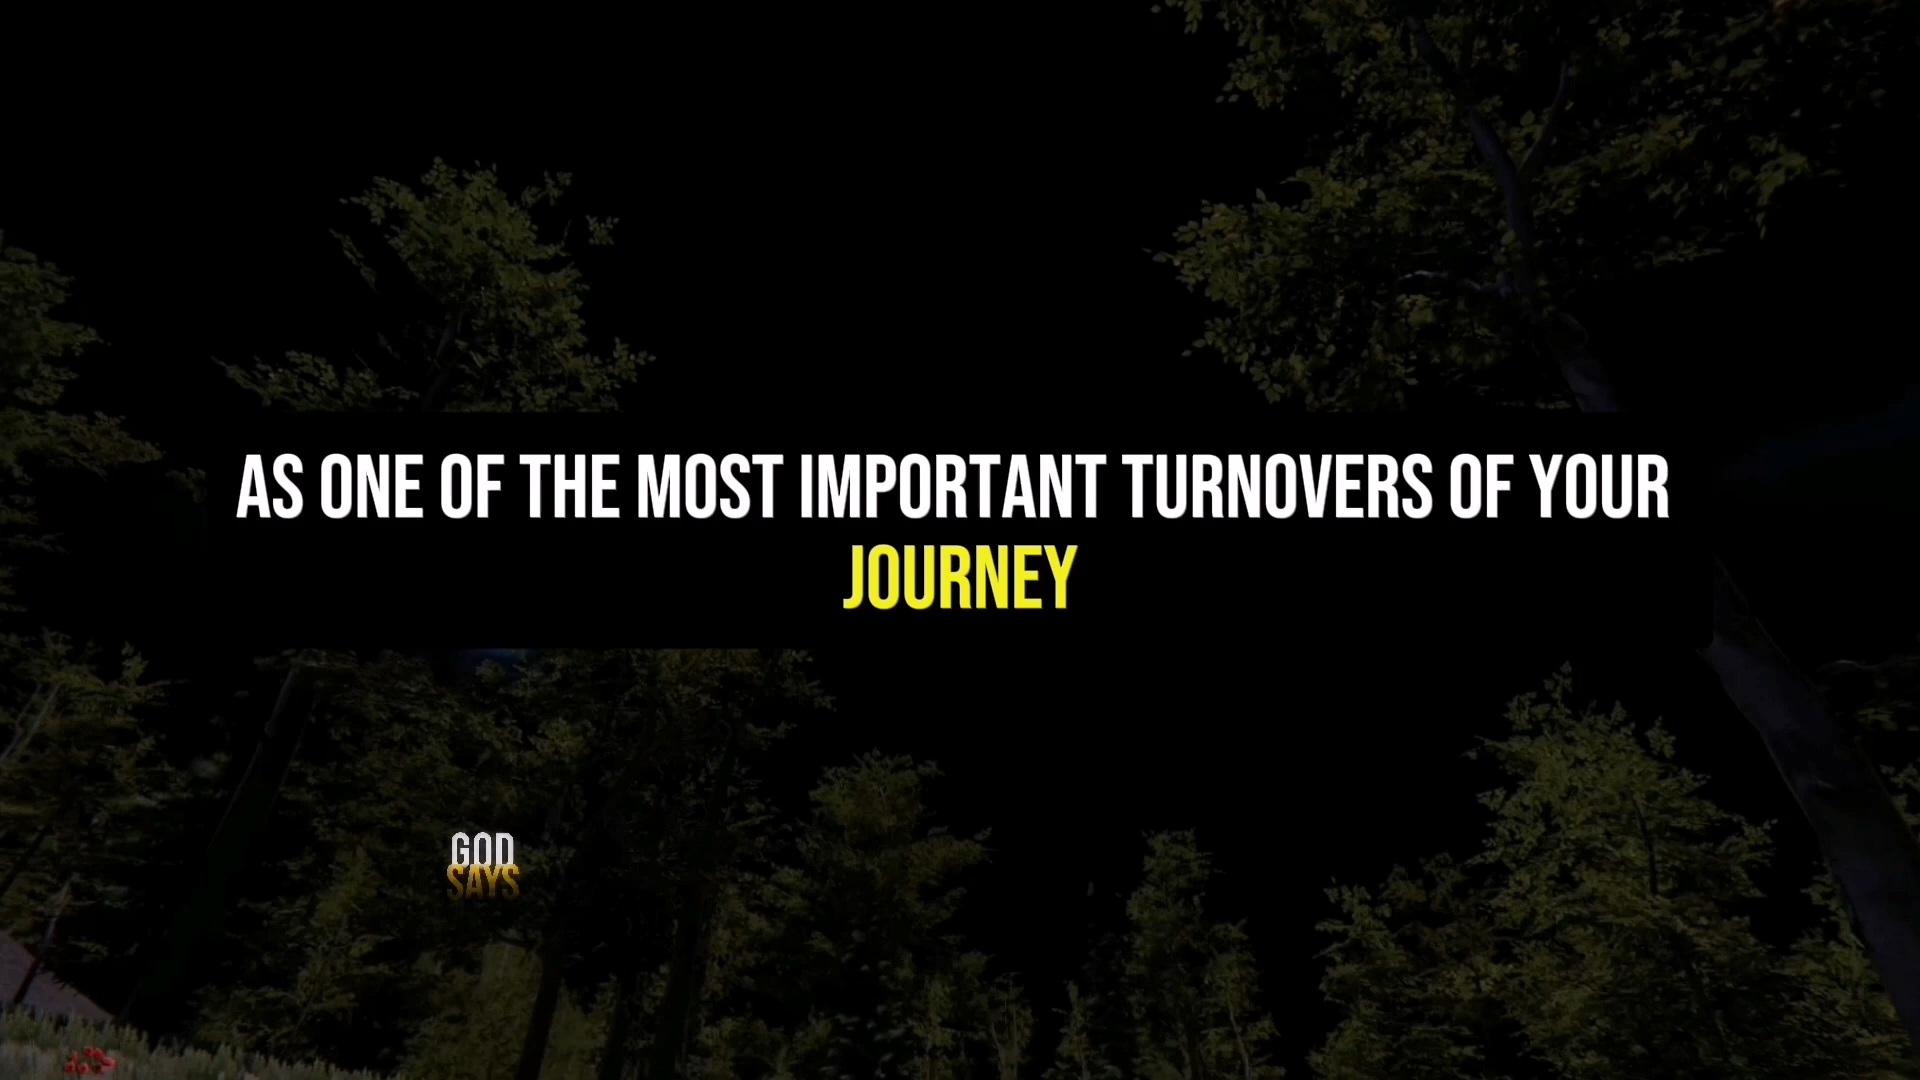 AS ONE OF THE MOST IMPORTANT TURNOVERS OF YOUR
JOURNEY
GOD
SAYS